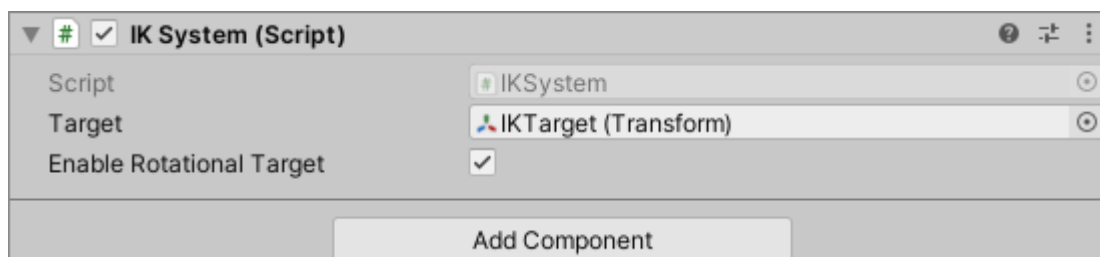 # IK System (Script)
Script # IKSystem
Target IKTarget (Transform)
Enable Rotational Target
Add Component